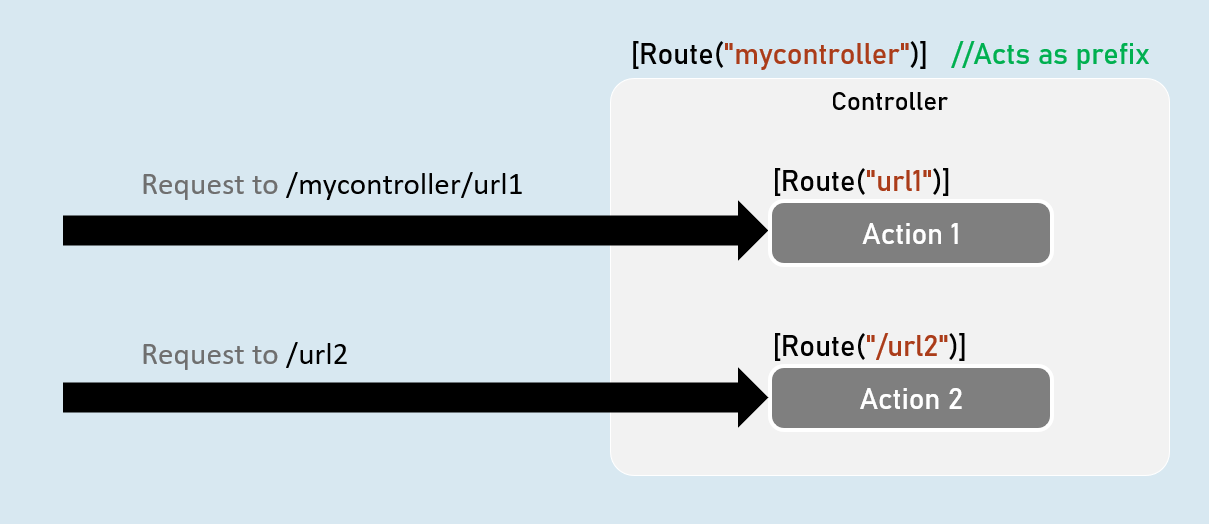 [Route("mycontroller")] //Acts as prefix
Controller
Request to /mycontroller/url1
[Route("url1")]
Action 1
Request to /url2
[Route("/url2")]
Action 2